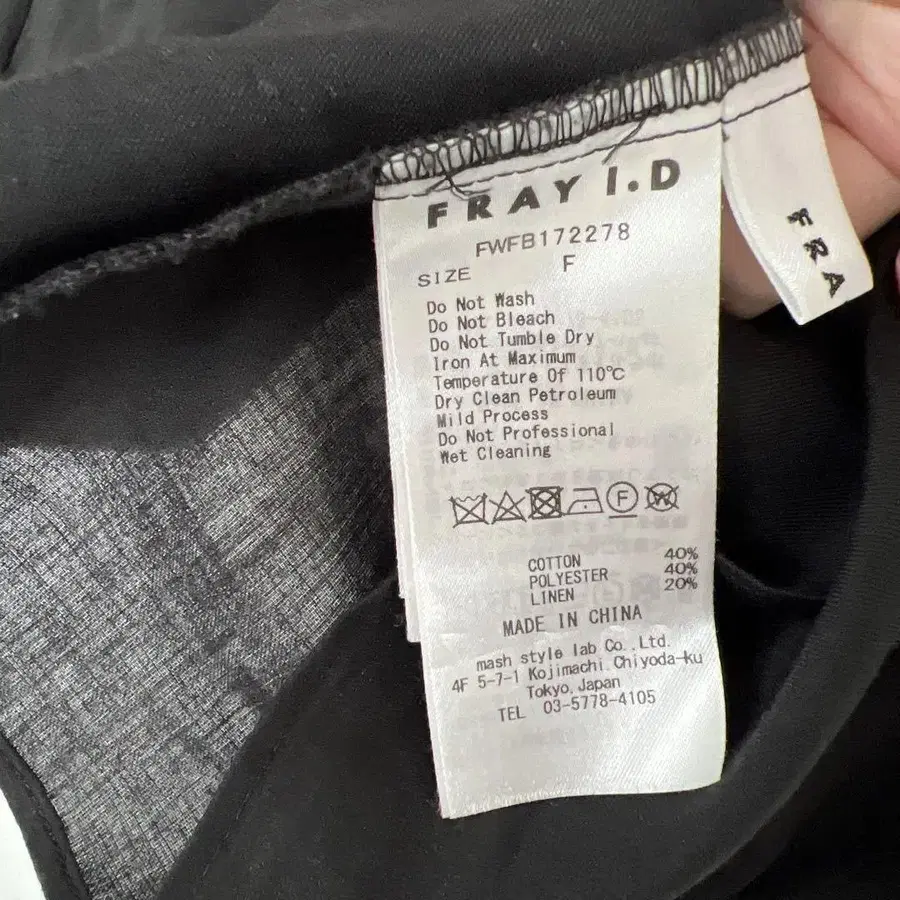 FRAY I.D
FWFB172278
SIZE F
Do Not Wash
Do Not Bleach
Do Not Tumble Dry
Iron At Maximum
Temperature Of 110℃
Dry Clean Petroleum
Mild Process
Do Not Professional
Wet Cleaning
F W
COTTON 40%
POLYESTER 40%
LINEN 20%
MADE IN CHINA
mash style lab Co.,Ltd.
4F 5-7-1 Kojimachi, Chiyoda-ku
Tokyo, Japan
TEL 03-5778-4105
FRA